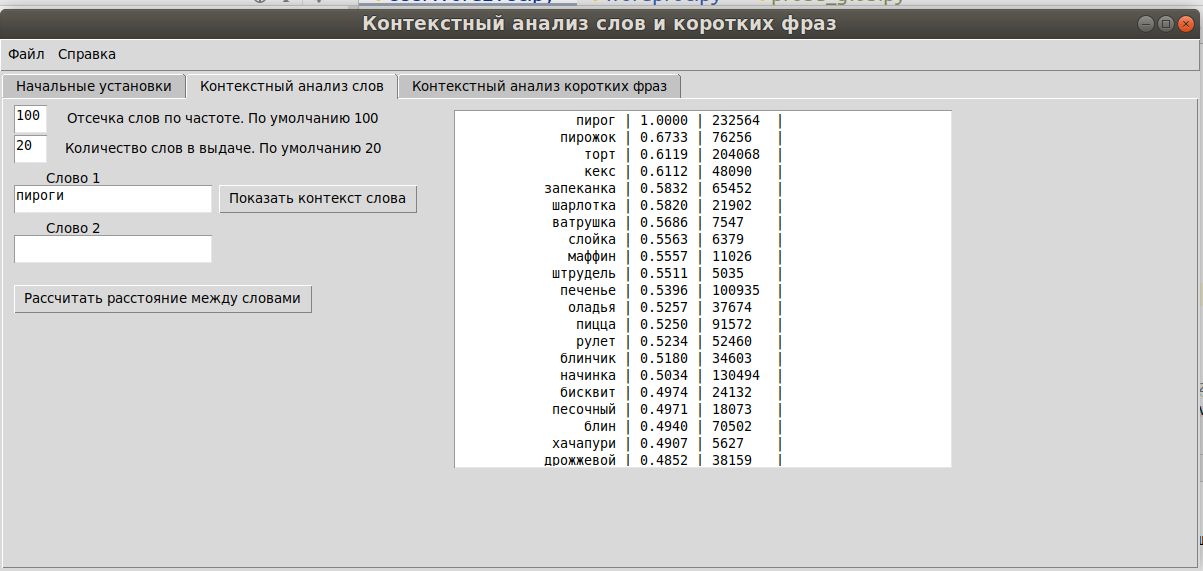 Контекстный анализ слов и коротких фраз
Файл Справка
Начальные установки Контекстный анализ слов Контекстный анализ коротких фраз
100 Отсечка слов по частоте. По умолчанию 100
20 Количество слов в выдаче. По умолчанию 20
Слово 1
пироги Показать контекст слова
Слово 2
Рассчитать расстояние между словами
пирог | 1.0000 | 232564 |
пирожок | 0.6733 | 76256 |
торт | 0.6119 | 204068 |
кекс | 0.6112 | 48090 |
запеканка | 0.5832 | 65452 |
шарлотка | 0.5820 | 21902 |
ватрушка | 0.5686 | 7547 |
слойка | 0.5563 | 6379 |
маффин | 0.5557 | 11026 |
штрудель | 0.5511 | 5035 |
печенье | 0.5396 | 100935 |
оладья | 0.5257 | 37674 |
пицца | 0.5250 | 91572 |
рулет | 0.5234 | 52460 |
блинчик | 0.5180 | 34603 |
начинка | 0.5034 | 130494 |
бисквит | 0.4974 | 24132 |
песочный | 0.4971 | 18073 |
блин | 0.4940 | 70502 |
хачапури | 0.4907 | 5627 |
дрожжевой | 0.4852 | 38159 |